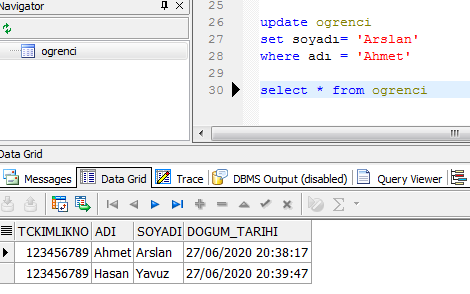 Navigator
ogrenci
25
26 update ogrenci
27 set soyadı= 'Arslan'
28 where adı = 'Ahmet'
29
30 select * from ogrenci
Data Grid
Messages Data Grid Trace DBMS Output (disabled) Query Viewer
TCKIMLIKNO ADI SOYADI DOGUM_TARIHI
123456789 Ahmet Arslan 27/06/2020 20:38:17
123456789 Hasan Yavuz 27/06/2020 20:39:47